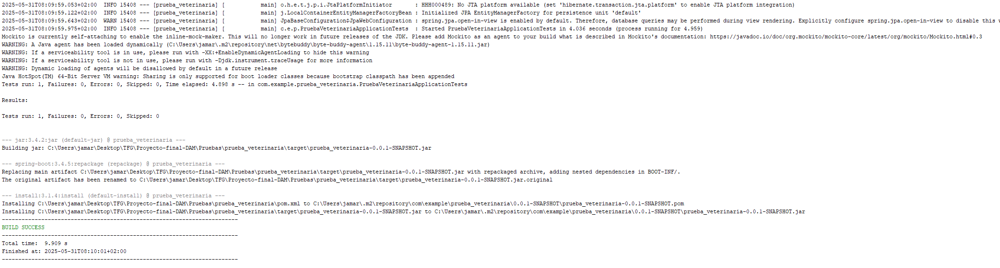 2025-05-31T08:09:59.053+02:00  INFO 15408 --- [prueba_veterinaria] [           main] o.h.e.t.j.p.i.JtaPlatformInitiator       : HHH000489: No JTA platform available (set 'hibernate.transaction.jta.platform' to enable JTA platform integration)
2025-05-31T08:09:59.122+02:00  INFO 15408 --- [prueba_veterinaria] [           main] j.LocalContainerEntityManagerFactoryBean : Initialized JPA EntityManagerFactory for persistence unit 'default'
2025-05-31T08:09:59.643+02:00  WARN 15408 --- [prueba_veterinaria] [           main] JpaBaseConfiguration$JpaWebConfiguration : spring.jpa.open-in-view is enabled by default. Therefore, database queries may be performed during view rendering. Explicitly configure spring.jpa.open-in-view to disable this
2025-05-31T08:09:59.975+02:00  INFO 15408 --- [prueba_veterinaria] [           main] c.e.p.PruebaVeterinariaApplicationTests  : Started PruebaVeterinariaApplicationTests in 4.036 seconds (process running for 4.959)
Mockito is currently self-attaching to enable the inline-mock-maker. This will no longer work in future releases of the JDK. Please add Mockito as an agent to your build what is described in Mockito's documentation: https://javadoc.io/doc/org.mockito/mockito-core/latest/org/mockito/Mockito.html#0.3
WARNING: A Java agent has been loaded dynamically (C:\Users\jamar\.m2\repository\net\bytebuddy\byte-buddy-agent\1.15.11\byte-buddy-agent-1.15.11.jar)
WARNING: If a serviceability tool is in use, please run with -XX:+EnableDynamicAgentLoading to hide this warning
WARNING: If a serviceability tool is not in use, please run with -Djdk.instrument.traceUsage for more information
WARNING: Dynamic loading of agents will be disallowed by default in a future release
Java HotSpot(TM) 64-Bit Server VM warning: Sharing is only supported for boot loader classes because bootstrap classpath has been appended
Tests run: 1, Failures: 0, Errors: 0, Skipped: 0, Time elapsed: 4.898 s -- in com.example.prueba_veterinaria.PruebaVeterinariaApplicationTests
Results:
Tests run: 1, Failures: 0, Errors: 0, Skipped: 0
--- jar:3.4.2:jar (default-jar) @ prueba_veterinaria ---
Building jar: C:\Users\jamar\Desktop\TFG\Proyecto-final-DAM\Pruebas\prueba_veterinaria\target\prueba_veterinaria-0.0.1-SNAPSHOT.jar
--- spring-boot:3.4.5:repackage (repackage) @ prueba_veterinaria ---
Replacing main artifact C:\Users\jamar\Desktop\TFG\Proyecto-final-DAM\Pruebas\prueba_veterinaria\target\prueba_veterinaria-0.0.1-SNAPSHOT.jar with repackaged archive, adding nested dependencies in BOOT-INF/.
The original artifact has been renamed to C:\Users\jamar\Desktop\TFG\Proyecto-final-DAM\Pruebas\prueba_veterinaria\target\prueba_veterinaria-0.0.1-SNAPSHOT.jar.original
--- install:3.1.4:install (default-install) @ prueba_veterinaria ---
Installing C:\Users\jamar\Desktop\TFG\Proyecto-final-DAM\Pruebas\prueba_veterinaria\pom.xml to C:\Users\jamar\.m2\repository\com\example\prueba_veterinaria\0.0.1-SNAPSHOT\prueba_veterinaria-0.0.1-SNAPSHOT.pom
Installing C:\Users\jamar\Desktop\TFG\Proyecto-final-DAM\Pruebas\prueba_veterinaria\target\prueba_veterinaria-0.0.1-SNAPSHOT.jar to C:\Users\jamar\.m2\repository\com\example\prueba_veterinaria\0.0.1-SNAPSHOT\prueba_veterinaria-0.0.1-SNAPSHOT.jar
------------------------------------------------------------------------
BUILD SUCCESS
------------------------------------------------------------------------
Total time:  9.909 s
Finished at: 2025-05-31T08:10:01+02:00
------------------------------------------------------------------------